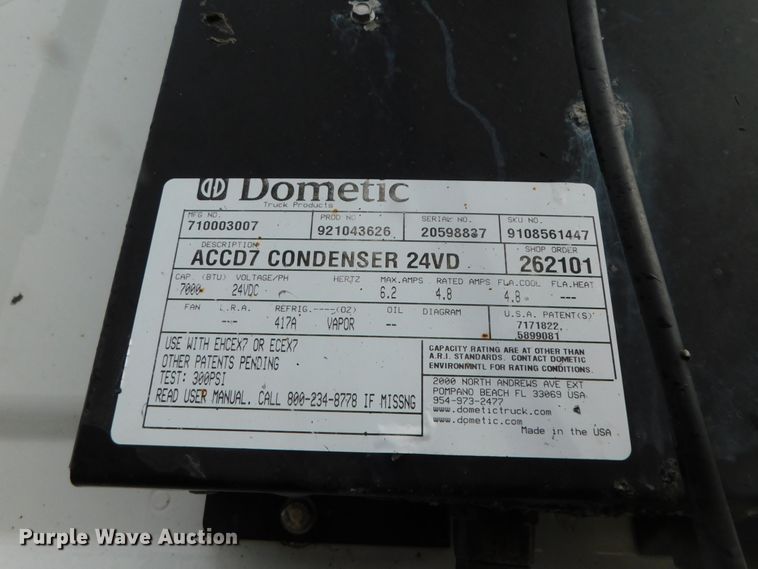 Dometic
Truck Products
MFG NO. PROD NO SERIAL NO. SKU NO.
710003007 921043626 20598837 9108561447
DESCRIPTION SHOP ORDER
ACCD7 CONDENSER 24VD 262101
CAP. (BTU) VOLTAGE/PH HERTZ MAX.AMPS RATED AMPS FLA.COOL FLA.HEAT
7000 24VDC 6.2 4.8 4.8 ---
FAN L.R.A. REFRIG.----(OZ) OIL DIAGRAM U.S.A. PATENT(S)
--- 417A VAPOR -- 7171822,
5899081
USE WITH EHCEX7 OR ECEX7
OTHER PATENTS PENDING
TEST: 300PSI
READ USER MANUAL. CALL 800-234-8778 IF MISSNG
CAPACITY RATING ARE AT OTHER THAN
A.R.I. STANDARDS. CONTACT DOMETIC
ENVIRONMNTL FOR RATING CONDITIONS.
2000 NORTH ANDREWS AVE EXT
POMPANO BEACH FL 33069 USA
954-973-2477
www.dometictruck.com
www.dometic.com
Made in the USA
Purple Wave Auction